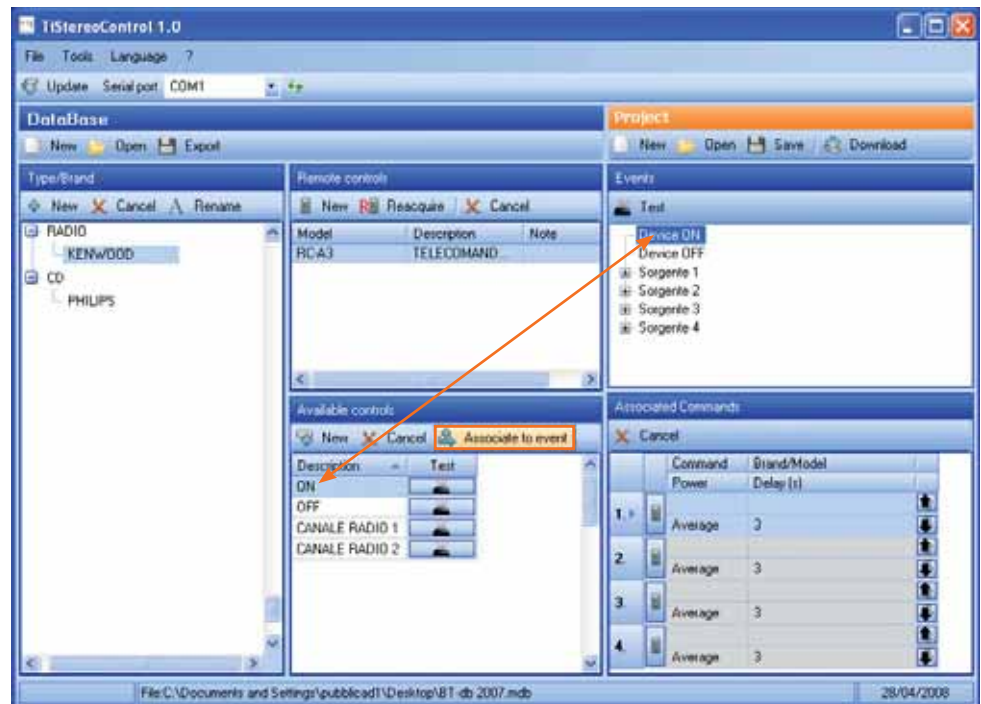 TiStereoControl 1.0
File Tools Language ?
Update Serial port COM1
DataBase
New Open Export
Type/Brand
New Cancel Rename
RADIO
KENWOOD
CD
PHILIPS
Remote controls
New Reacquire Cancel
Model Description Note
RC-A3 TELECOMAND...
Available controls
New Cancel Associate to event
Description Test
ON
OFF
CANALE RADIO 1
CANALE RADIO 2
Project
New Open Save Download
Events
Test
Device ON
Device OFF
Sorgente 1
Sorgente 2
Sorgente 3
Sorgente 4
Associated Commands
Cancel
Command Brand/Model
Power Delay (s)
1.
Average 3
2.
Average 3
3.
Average 3
4.
Average 3
File:C:\Documents and Settings\pubblicad1\Desktop\BT-db 2007.mdb
28/04/2008